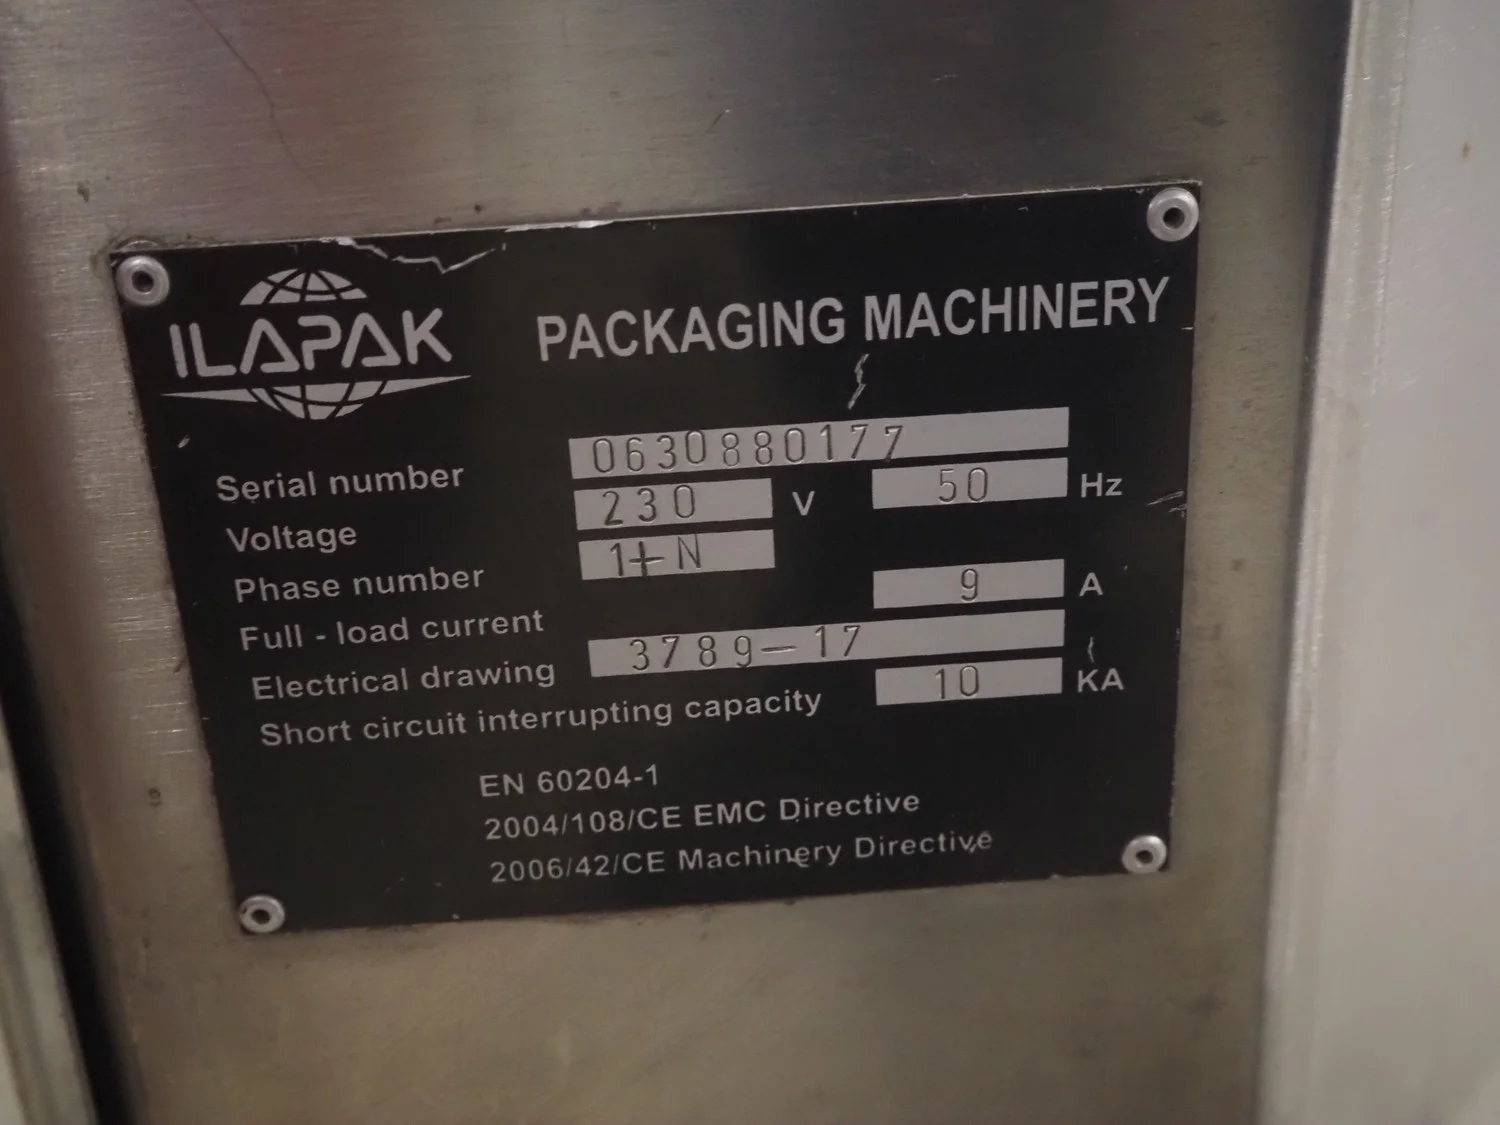 ILAPAK
PACKAGING MACHINERY
Serial number 0630880177
Voltage 230 V 50 Hz
Phase number 1+N
Full - load current 9 A
Electrical drawing 3789-17
Short circuit interrupting capacity 10 KA
EN 60204-1
2004/108/CE EMC Directive
2006/42/CE Machinery Directive